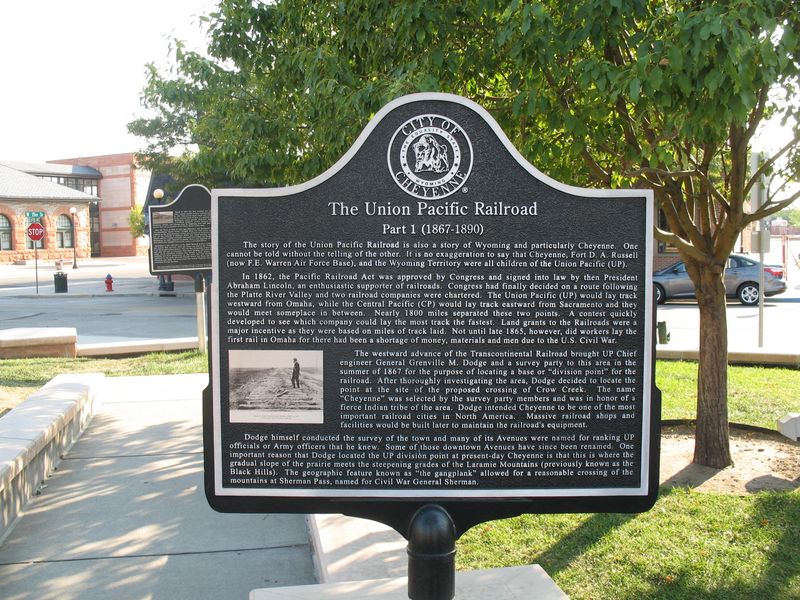 CITY OF
CHEYENNE
WYOMING
®
The Union Pacific Railroad
Part 1 (1867-1890)
The story of the Union Pacific Railroad is also a story of Wyoming and particularly Cheyenne. One
cannot be told without the telling of the other. It is no exaggeration to say that Cheyenne, Fort D. A. Russell
(now F.E. Warren Air Force Base), and the Wyoming Territory were all children of the Union Pacific (UP).
In 1862, the Pacific Railroad Act was approved by Congress and signed into law by then President
Abraham Lincoln, an enthusiastic supporter of railroads. Congress had finally decided on a route following
the Platte River Valley and two railroad companies were chartered. The Union Pacific (UP) would lay track
westward from Omaha, while the Central Pacific (CP) would lay track eastward from Sacramento and they
would meet someplace in between. Nearly 1800 miles separated these two points. A contest quickly
developed to see which company could lay the most track the fastest. Land grants to the Railroads were a
major incentive as they were based on miles of track laid. Not until late 1865, however, did workers lay the
first rail in Omaha for there had been a shortage of money, materials and men due to the U.S. Civil War.
The westward advance of the Transcontinental Railroad brought UP Chief
engineer General Grenville M. Dodge and a survey party to this area in the
summer of 1867 for the purpose of locating a base or "division point" for the
railroad. After thoroughly investigating the area, Dodge decided to locate the
point at the site of the proposed crossing of Crow Creek. The name
"Cheyenne" was selected by the survey party members and was in honor of a
fierce Indian tribe of the area. Dodge intended Cheyenne to be one of the most
important railroad cities in North America. Massive railroad shops and
facilities would be built later to maintain the railroad's equipment.
Dodge himself conducted the survey of the town and many of its Avenues were named for ranking UP
officials or Army officers that he knew. Some of those downtown Avenues have since been renamed. One
important reason that Dodge located the UP division point at present-day Cheyenne is that this is where the
gradual slope of the prairie meets the steepening grades of the Laramie Mountains (previously known as the
Black Hills). The geographic feature known as "the gangplank" allowed for a reasonable crossing of the
mountains at Sherman Pass, named for Civil War General Sherman.
STOP